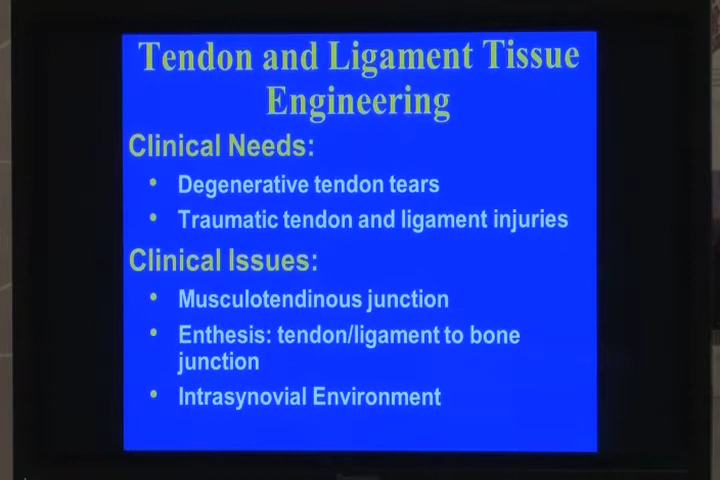 Tendon and Ligament Tissue
Engineering
Clinical Needs:
• Degenerative tendon tears
• Traumatic tendon and ligament injuries
Clinical Issues:
• Musculotendinous junction
• Enthesis: tendon/ligament to bone
junction
• Intrasynovial Environment